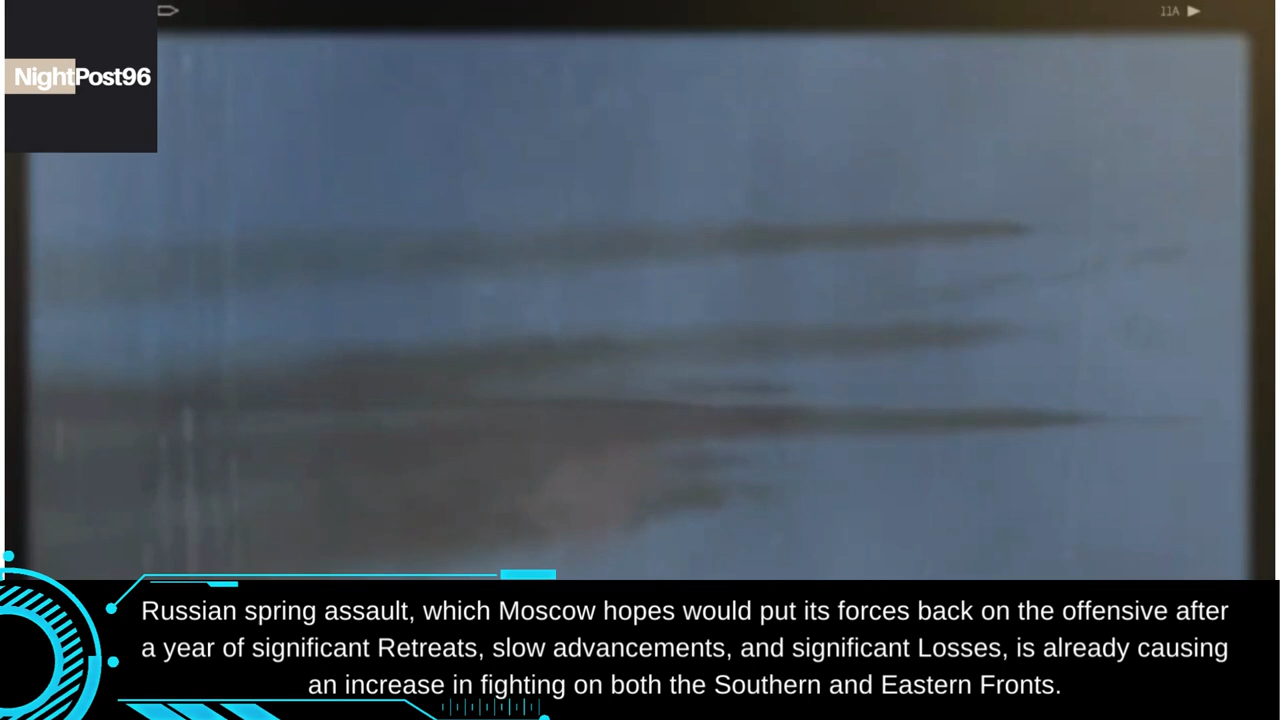 11A
NightPost96
Russian spring assault, which Moscow hopes would put its forces back on the offensive after
a year of significant Retreats, slow advancements, and significant Losses, is already causing
an increase in fighting on both the Southern and Eastern Fronts.